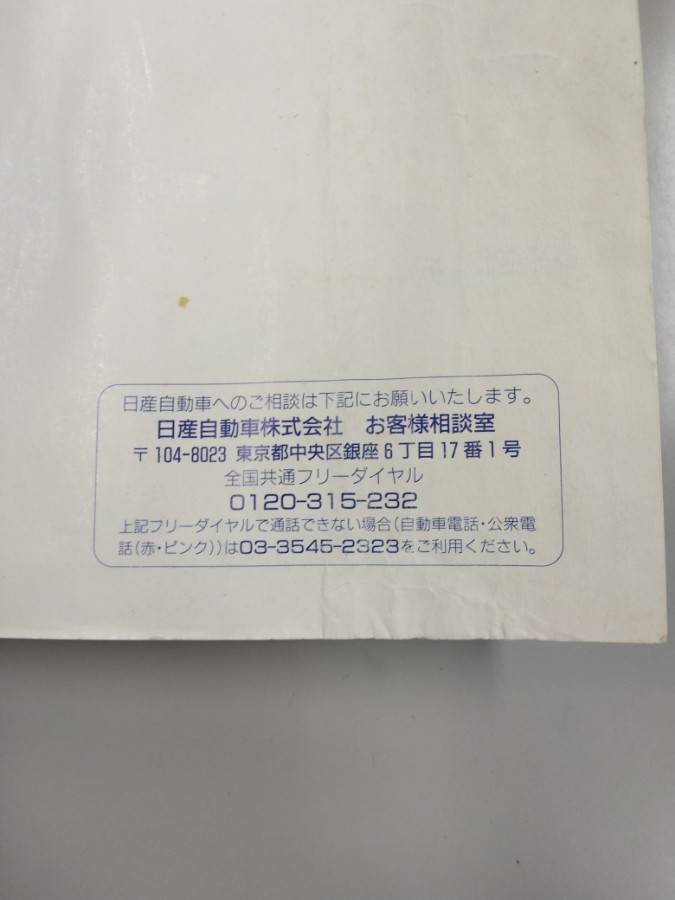 日産自動車へのご相談は下記にお願いいたします。
日産自動車株式会社　お客様相談室
〒104-8023 東京都中央区銀座6丁目17番1号
全国共通フリーダイヤル
0120-315-232
上記フリーダイヤルで通話できない場合(自動車電話・公衆電
話(赤・ピンク))は03-3545-2323をご利用ください。